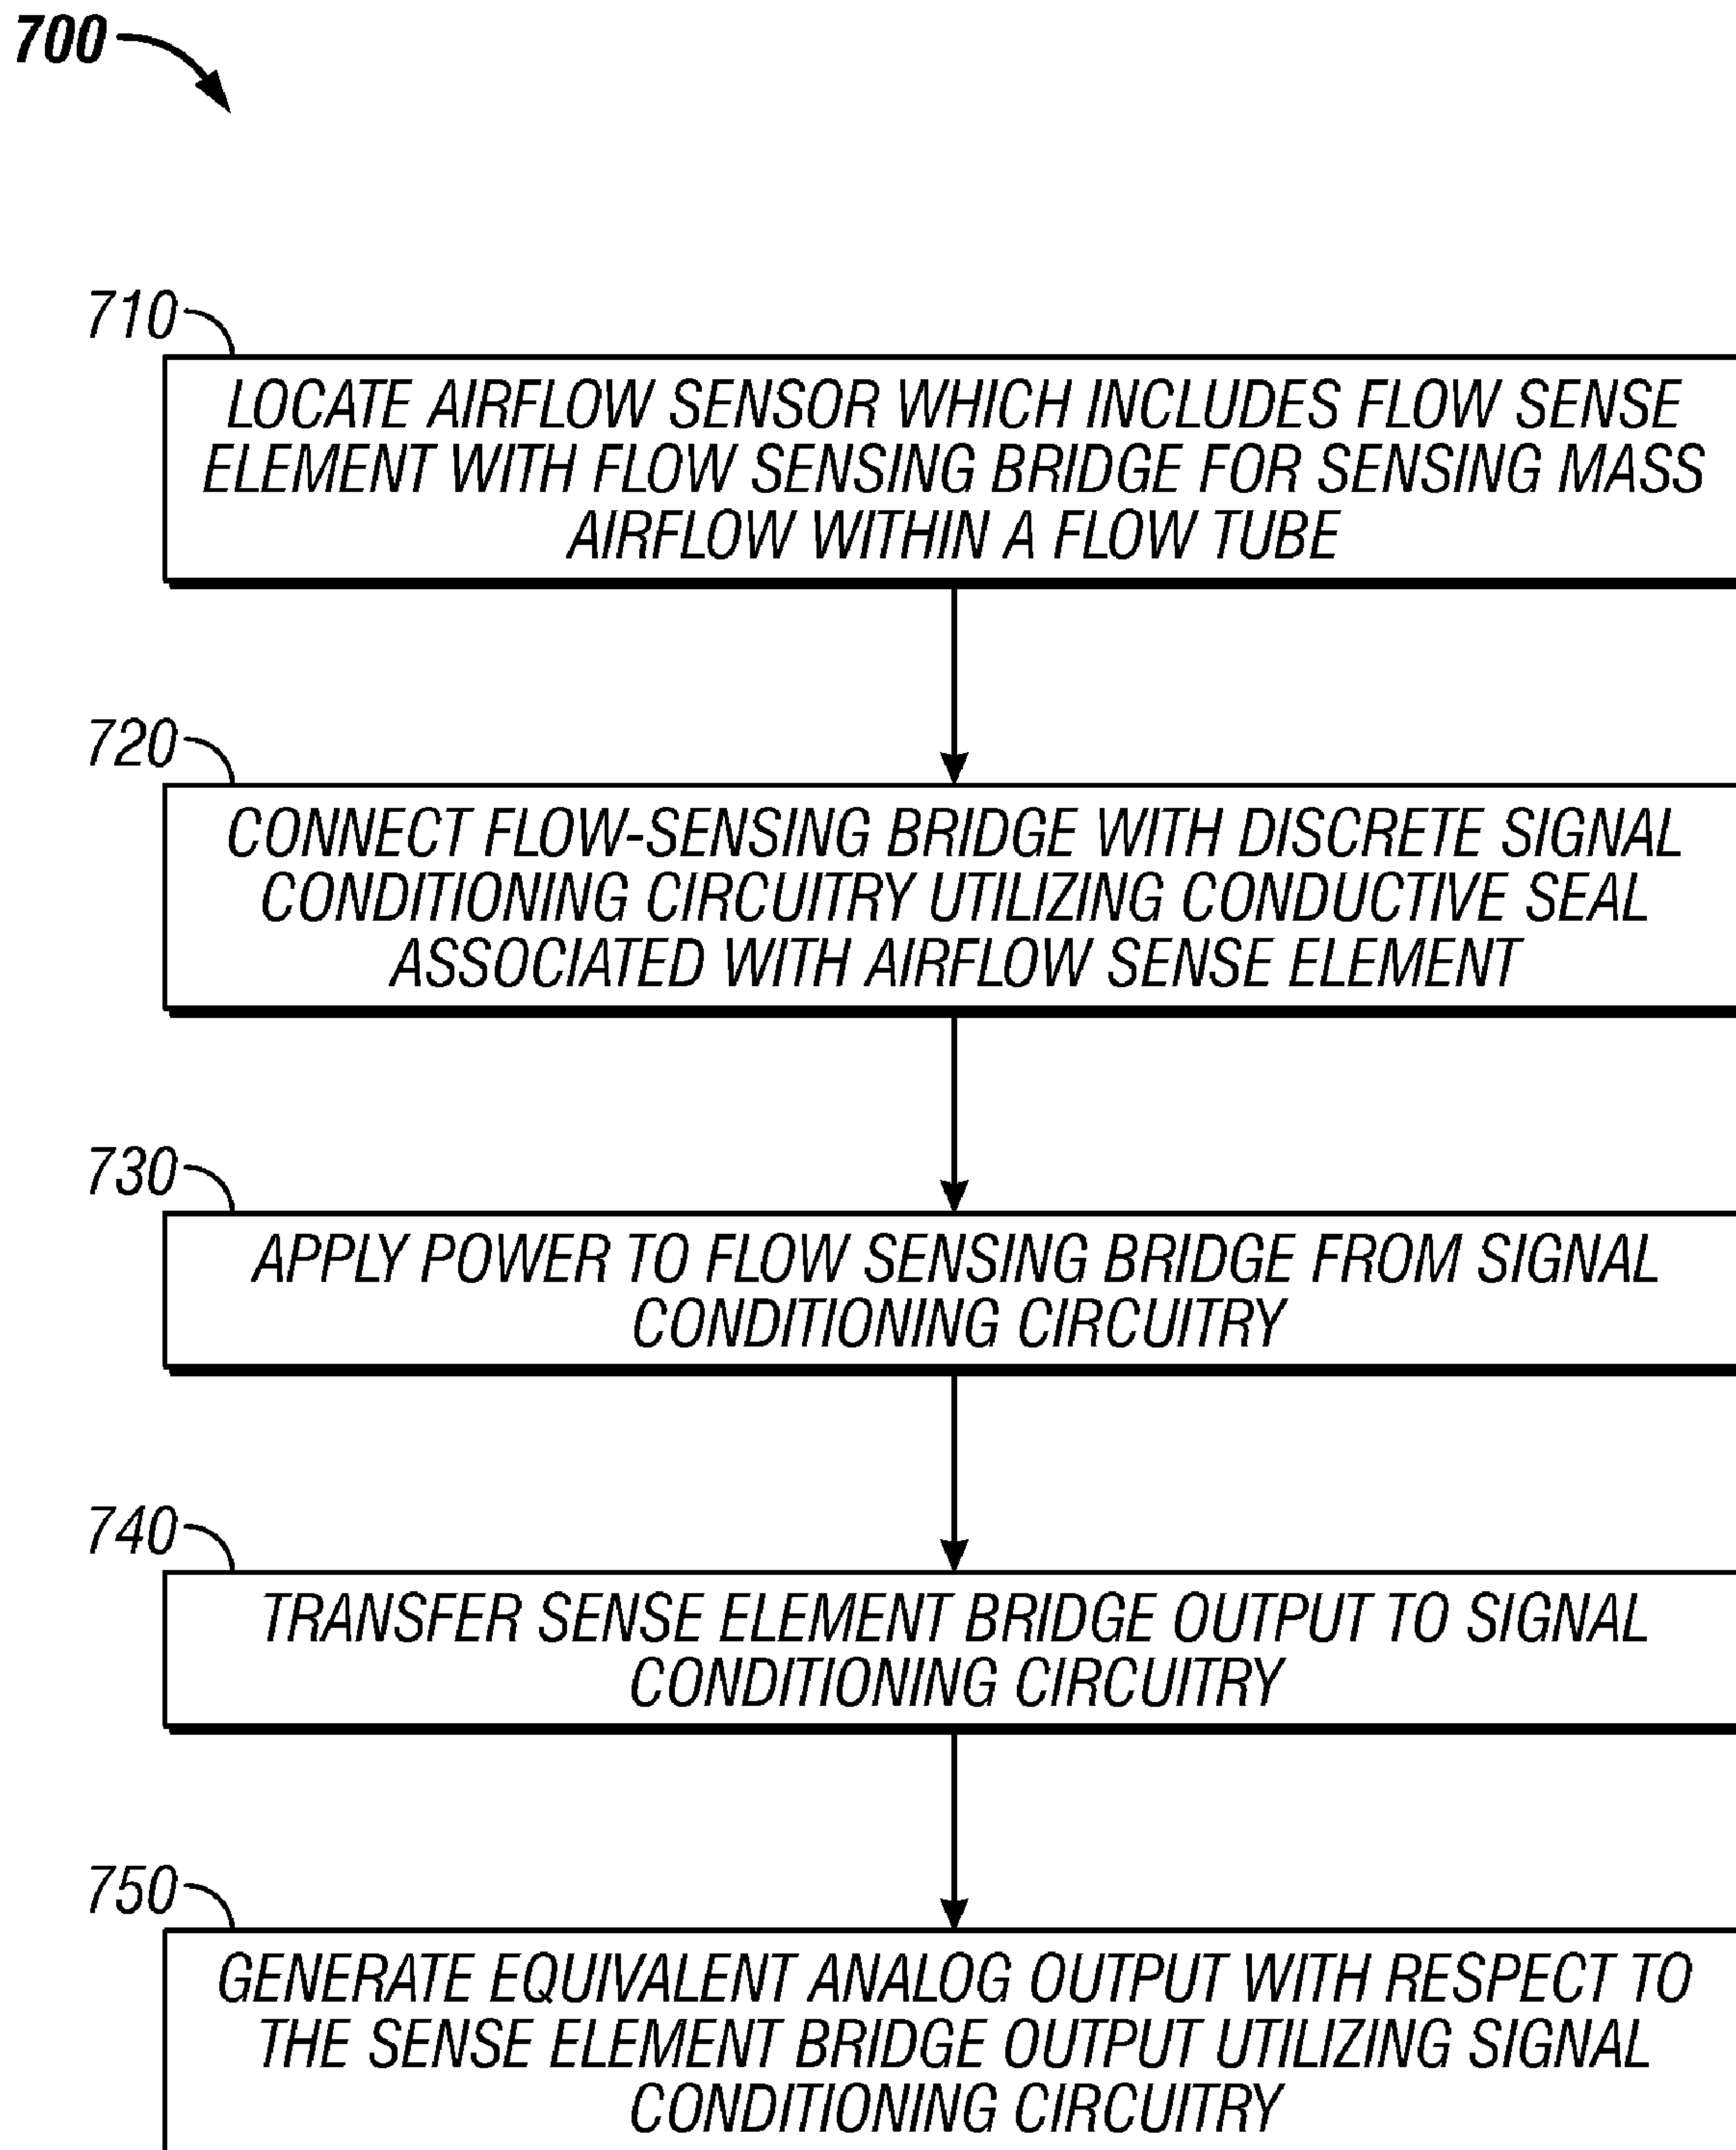 700
710
LOCATE AIRFLOW SENSOR WHICH INCLUDES FLOW SENSE
ELEMENT WITH FLOW SENSING BRIDGE FOR SENSING MASS
AIRFLOW WITHIN A FLOW TUBE
720
CONNECT FLOW-SENSING BRIDGE WITH DISCRETE SIGNAL
CONDITIONING CIRCUITRY UTILIZING CONDUCTIVE SEAL
ASSOCIATED WITH AIRFLOW SENSE ELEMENT
730
APPLY POWER TO FLOW SENSING BRIDGE FROM SIGNAL
CONDITIONING CIRCUITRY
740
TRANSFER SENSE ELEMENT BRIDGE OUTPUT TO SIGNAL
CONDITIONING CIRCUITRY
750
GENERATE EQUIVALENT ANALOG OUTPUT WITH RESPECT TO
THE SENSE ELEMENT BRIDGE OUTPUT UTILIZING SIGNAL
CONDITIONING CIRCUITRY